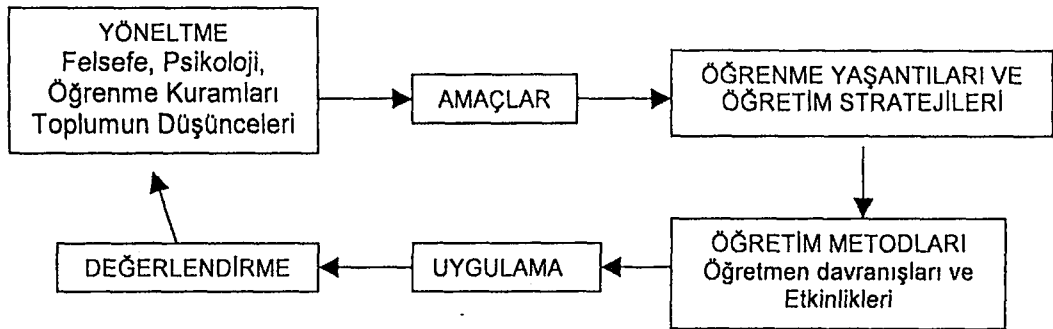 YÖNELTME
Felsefe, Psikoloji,
Öğrenme Kuramları
Toplumun Düşünceleri
AMAÇLAR
ÖĞRENME YAŞANTILARI VE
ÖĞRETİM STRATEJİLERİ
ÖĞRETİM METODLARI
Öğretmen davranışları ve
Etkinlikleri
UYGULAMA
DEĞERLENDİRME